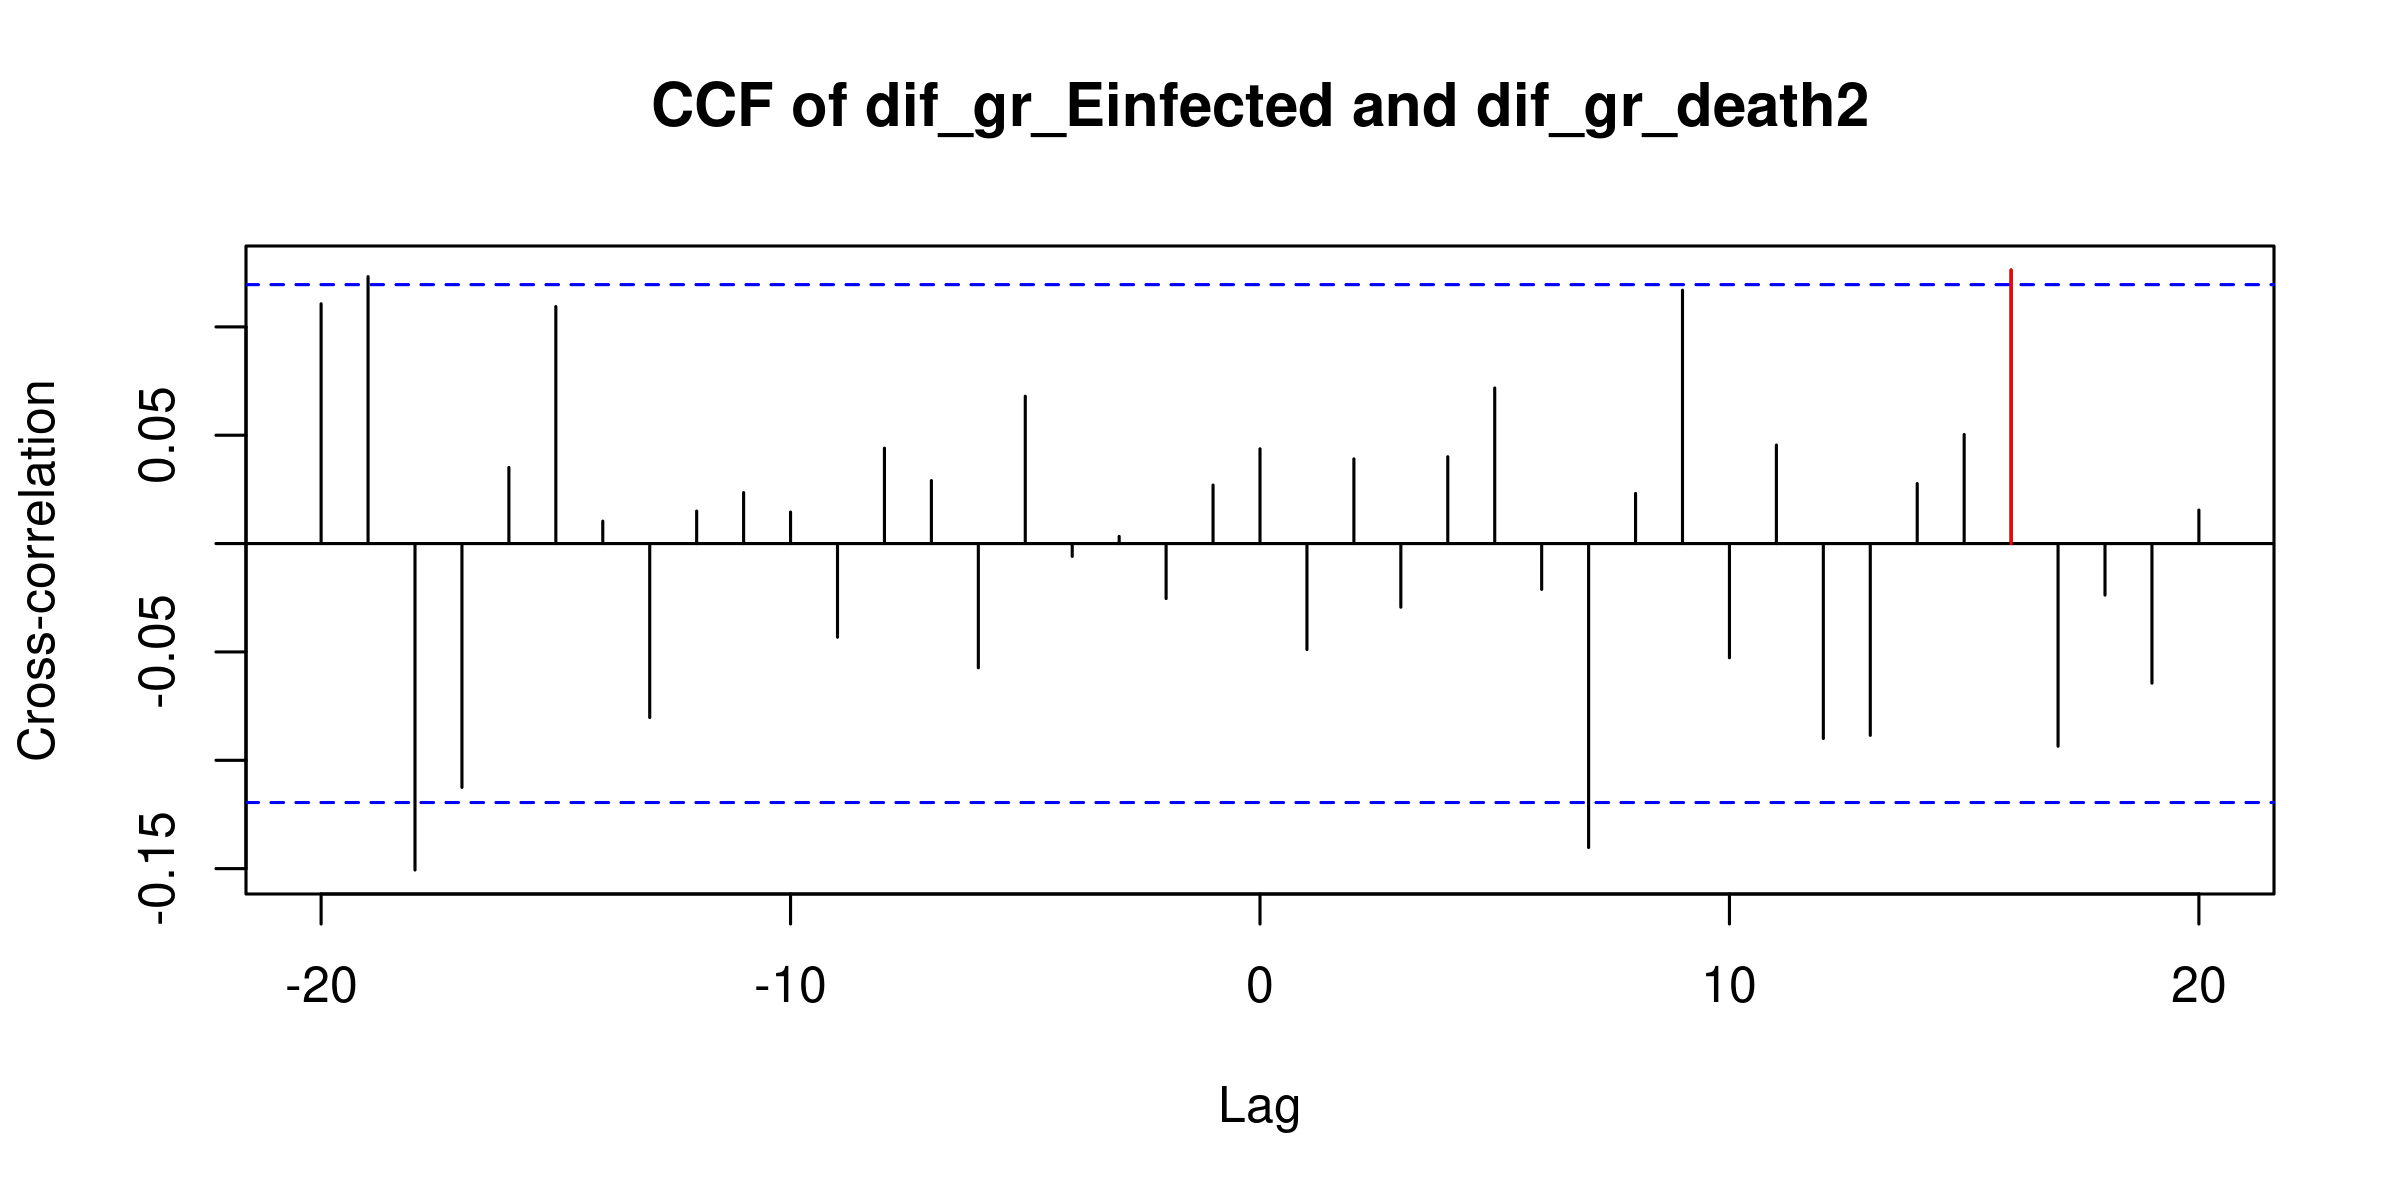 CCF of dif_gr_Einfected and dif_gr_death2
Cross-correlation
0.05
-0.05
-0.15
-20
-10
0
10
20
Lag